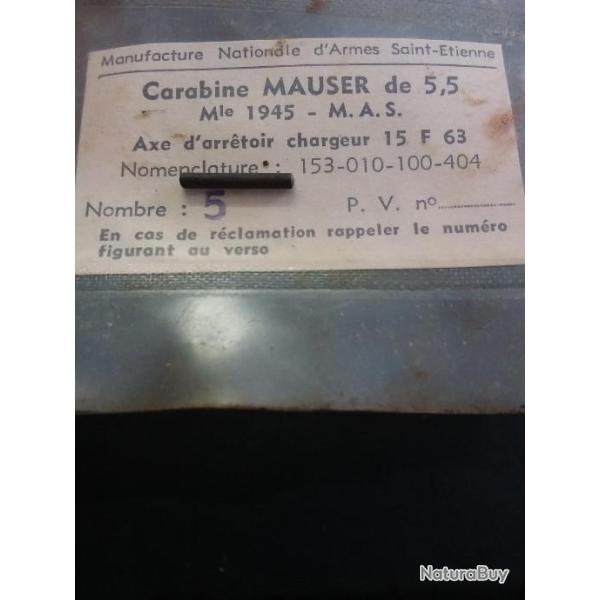 Manufacture Nationale d'Armes Saint-Etienne
Carabine MAUSER de 5,5
Mle 1945 - M.A.S.
Axe d'arrêtoir chargeur 15 F 63
Nomenclature : 153-010-100-404
Nombre : 5 P. V. nº..............
En cas de réclamation rappeler le numéro
figurant au verso
NaturaBuy